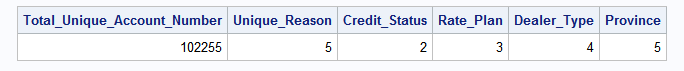 Total_Unique_Account_Number Unique_Reason Credit_Status Rate_Plan Dealer_Type Province
102255 5 2 3 4 5